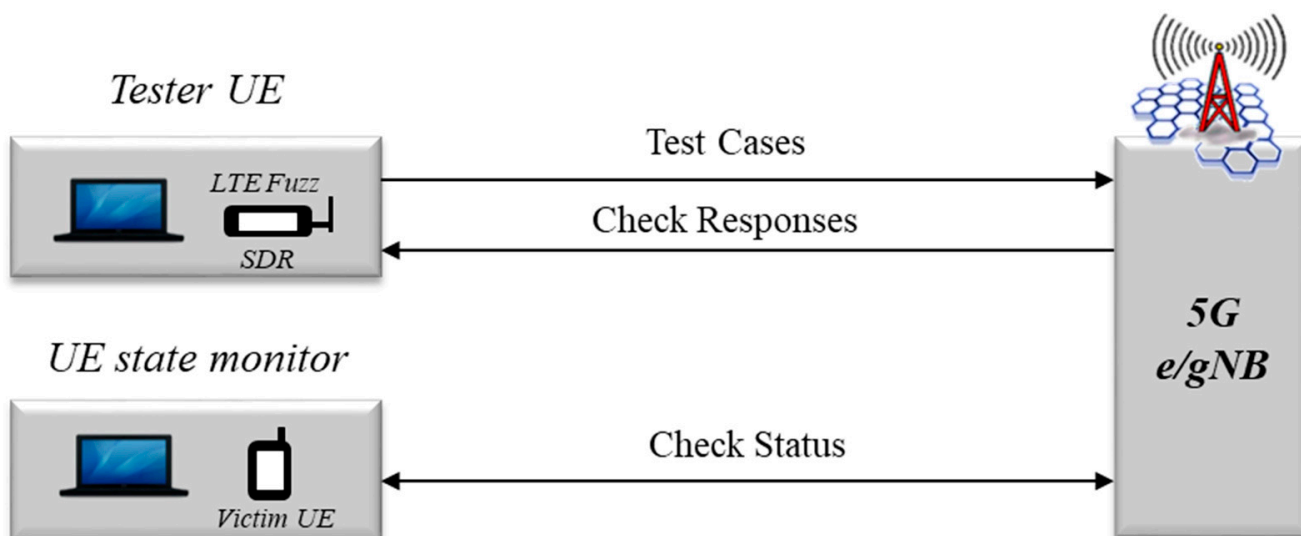 Tester UE
LTE Fuzz
SDR
Test Cases
Check Responses
UE state monitor
Victim UE
Check Status
5G
e/gNB